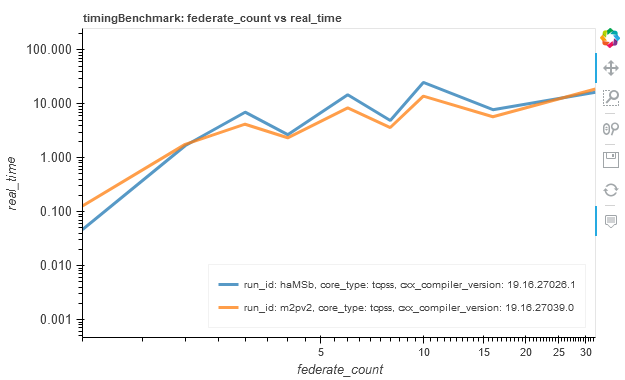 timingBenchmark: federate_count vs real_time
100.000
10.000
1.000
0.100
0.010
0.001
real_time
run_id: haMSb, core_type: tcpss, cxx_compiler_version: 19.16.27026.1
run_id: m2pv2, core_type: tcpss, cxx_compiler_version: 19.16.27039.0
5
10
15
20
25
30
federate_count